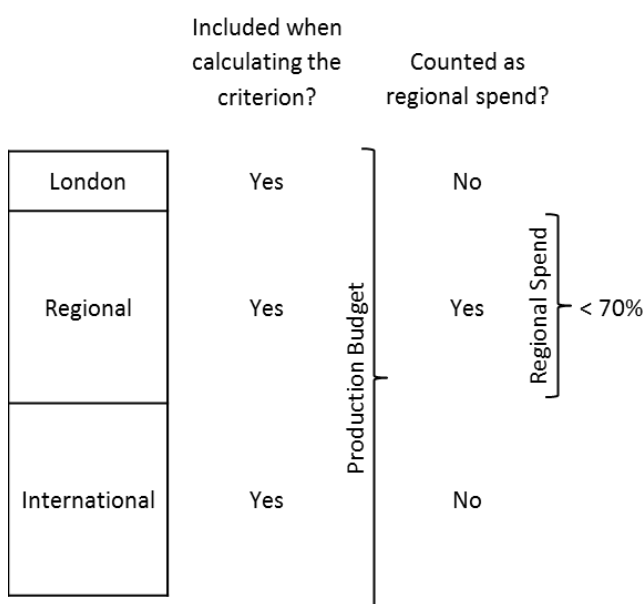 Included when
calculating the
criterion?
Counted as
regional spend?
London
Yes
No
Regional
Yes
Production Budget
Yes
Regional Spend
< 70%
International
Yes
No